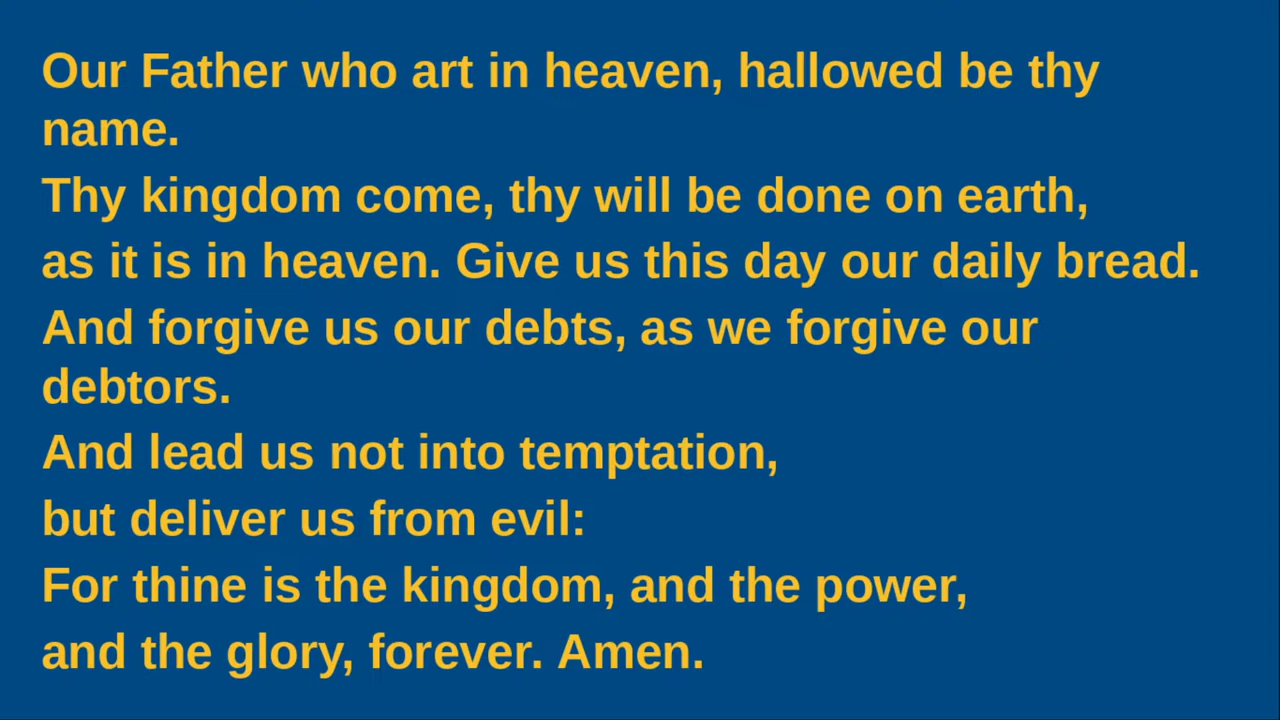 Our Father who art in heaven, hallowed be thy
name.
Thy kingdom come, thy will be done on earth,
as it is in heaven. Give us this day our daily bread.
And forgive us our debts, as we forgive our
debtors.
And lead us not into temptation,
but deliver us from evil:
For thine is the kingdom, and the power,
and the glory, forever. Amen.